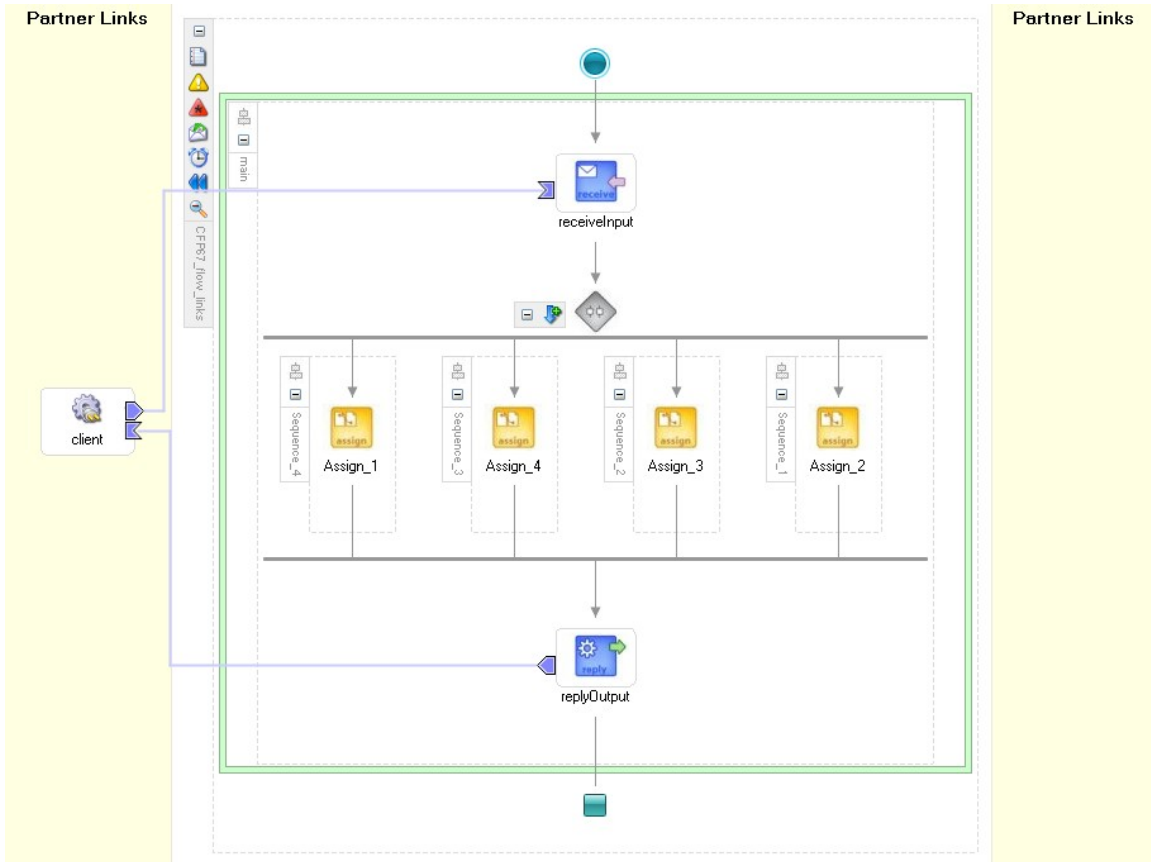 Partner Links
Partner Links
main
receive
receiveInput
CFP67_flow_links
client
Sequence_4
assign
Assign_1
Sequence_3
assign
Assign_4
Sequence_2
assign
Assign_3
Sequence_1
assign
Assign_2
reply
replyOutput